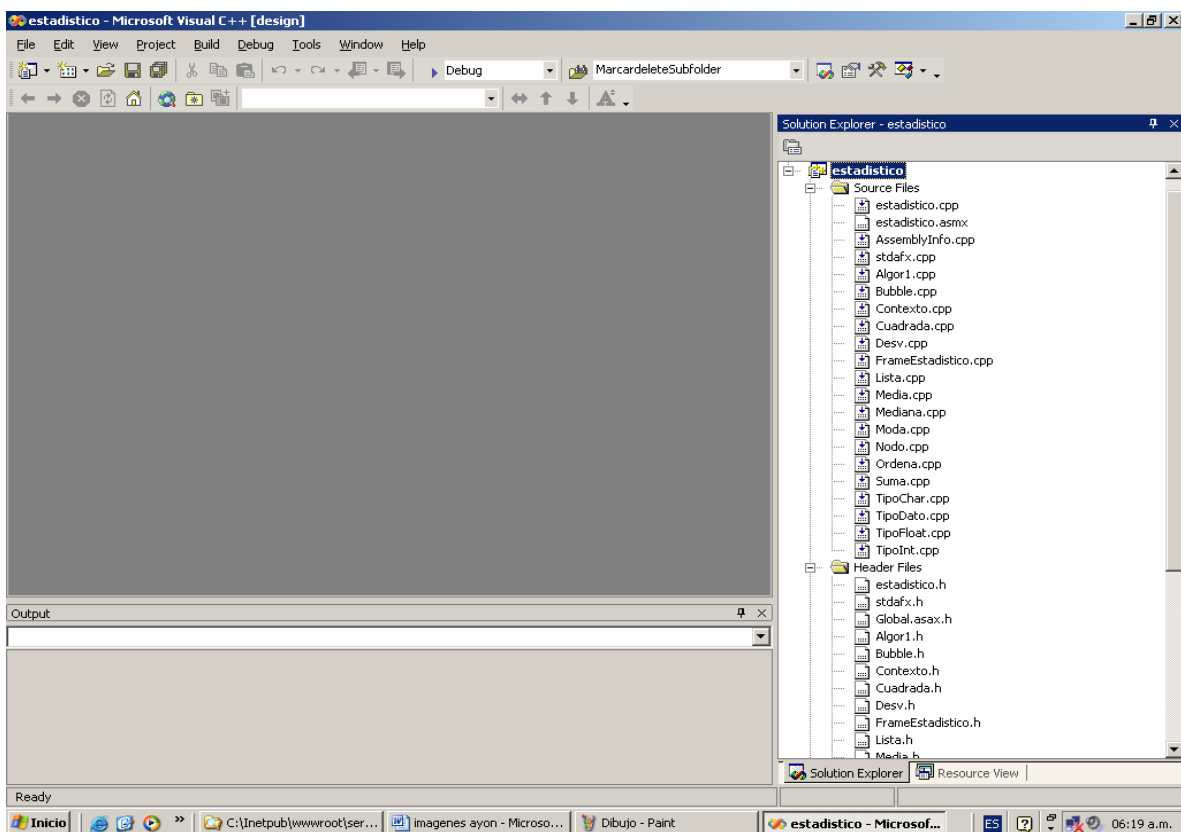 estadistico - Microsoft Visual C++ [design]
File Edit View Project Build Debug Tools Window Help
Debug MarcardeleteSubfolder
Solution Explorer - estadistico
estadistico
Source Files
estadistico.cpp
estadistico.asmx
AssemblyInfo.cpp
stdafx.cpp
Algor1.cpp
Bubble.cpp
Contexto.cpp
Cuadrada.cpp
Desv.cpp
FrameEstadistico.cpp
Lista.cpp
Media.cpp
Mediana.cpp
Moda.cpp
Nodo.cpp
Ordena.cpp
Suma.cpp
TipoChar.cpp
TipoDato.cpp
TipoFloat.cpp
TipoInt.cpp
Header Files
estadistico.h
stdafx.h
Global.asax.h
Algor1.h
Bubble.h
Contexto.h
Cuadrada.h
Desv.h
FrameEstadistico.h
Lista.h
Media.h
Output
Solution Explorer Resource View
Ready
Inicio » C:\Inetpub\wwwroot\ser... imagenes ayon - Microso... Dibujo - Paint estadistico - Microsof... ES 06:19 a.m.